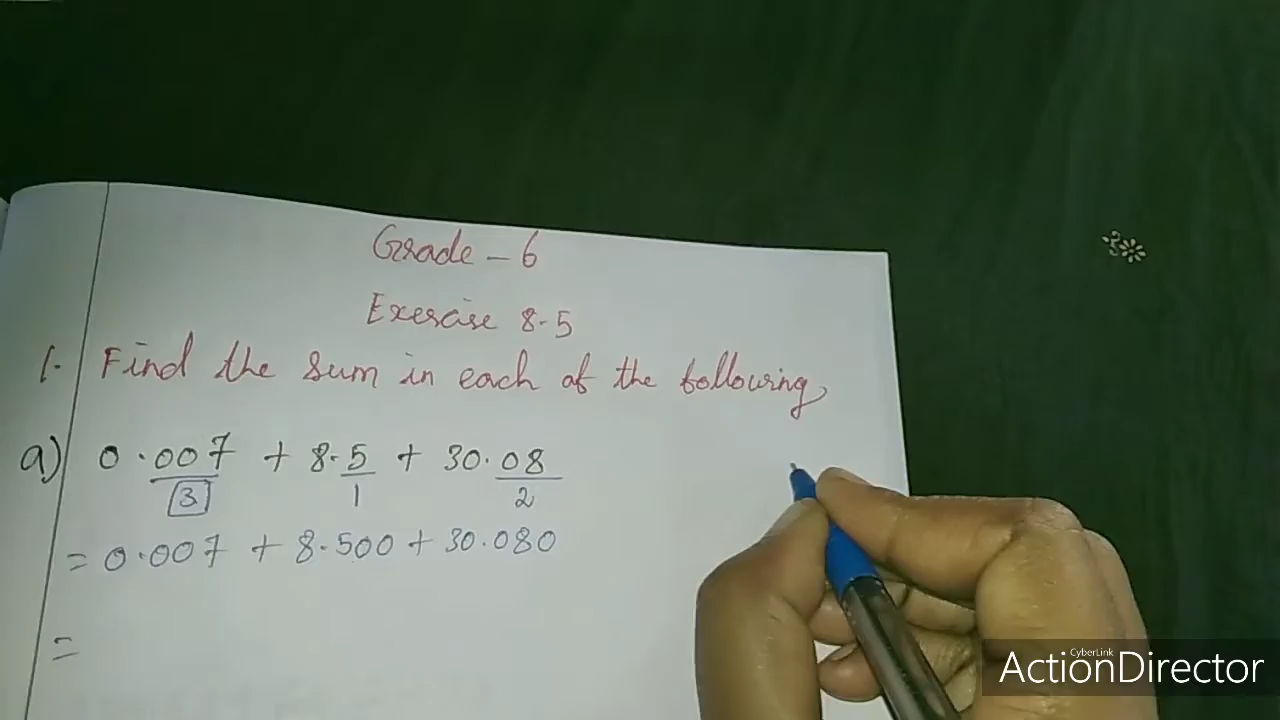 Grade - 6
Exercise 8.5
1. Find the sum in each of the following,
a) 0.007 + 8.5 + 30.08
3 1 2
= 0.007 + 8.500 + 30.080
=
CyberLink
ActionDirector